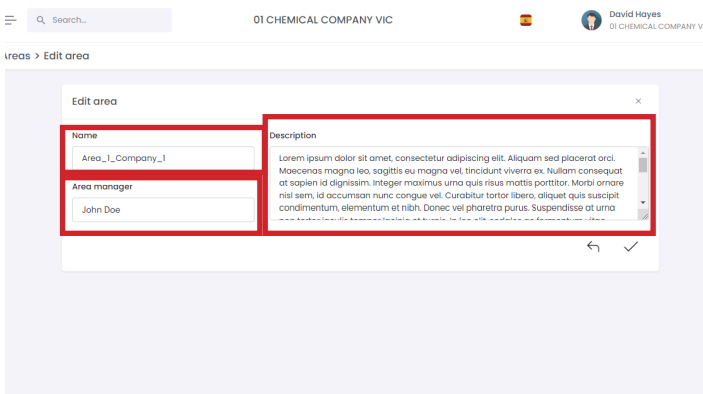 Search...
01 CHEMICAL COMPANY VIC
David Hayes
01 CHEMICAL COMPANY V
Areas > Edit area
Edit area
Name
Area_1_Company_1
Area manager
John Doe
Description
Lorem ipsum dolor sit amet, consectetur adipiscing elit. Aliquam sed placerat orci.
Maecenas magna leo, sagittis eu magna vel, tincidunt viverra ex. Nullam consequat
at sapien id dignissim. Integer maximus urna quis risus mattis porttitor. Morbi ornare
nisl sem, id accumsan nunc congue vel. Curabitur tortor libero, aliquet quis suscipit
condimentum, elementum et nibh. Donec vel pharetra purus. Suspendisse at urna